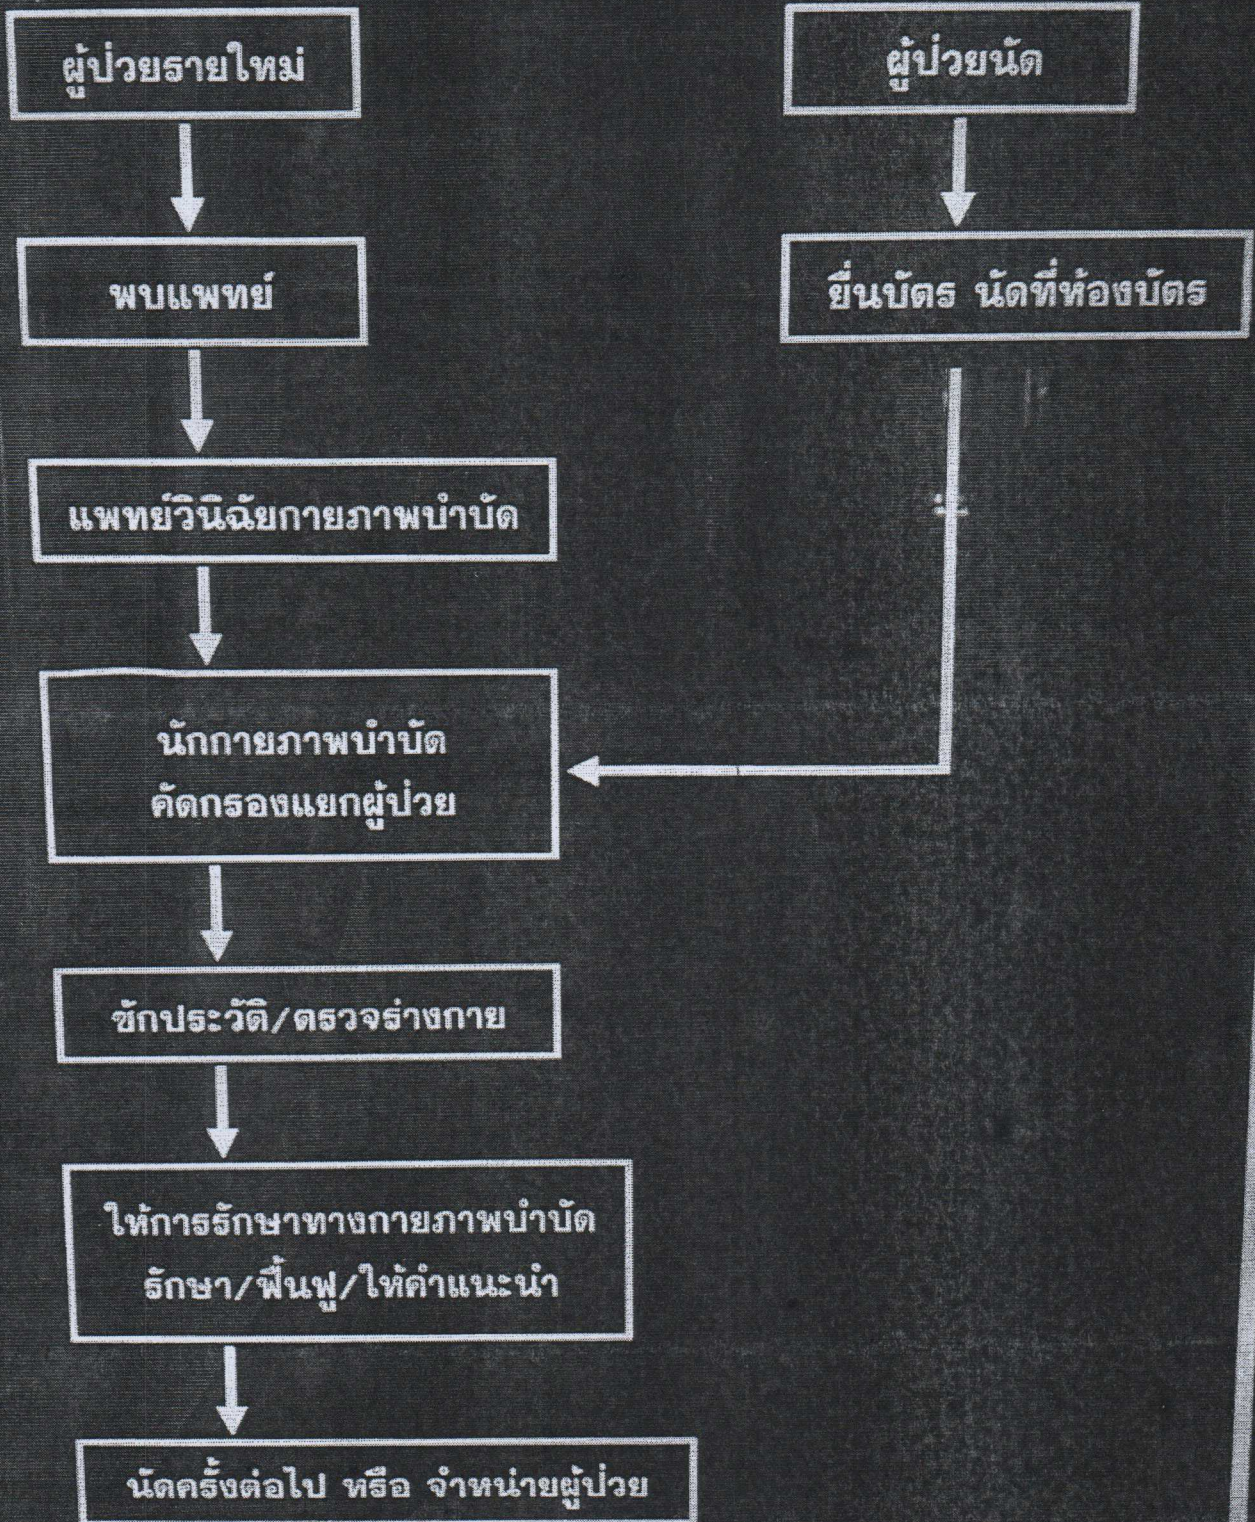 ผู้ป่วยรายใหม่
ผู้ป่วยนัด
พบแพทย์
ยื่นบัตร นัดที่ห้องบัตร
แพทย์วินิฉัยกายภาพบำบัด
นักกายภาพบำบัด
คัดกรองแยกผู้ป่วย
ซักประวัติ/ตรวจร่างกาย
ให้การรักษาทางกายภาพบำบัด
รักษา/ฟื้นฟู/ให้คำแนะนำ
นัดครั้งต่อไป หรือ จำหน่ายผู้ป่วย